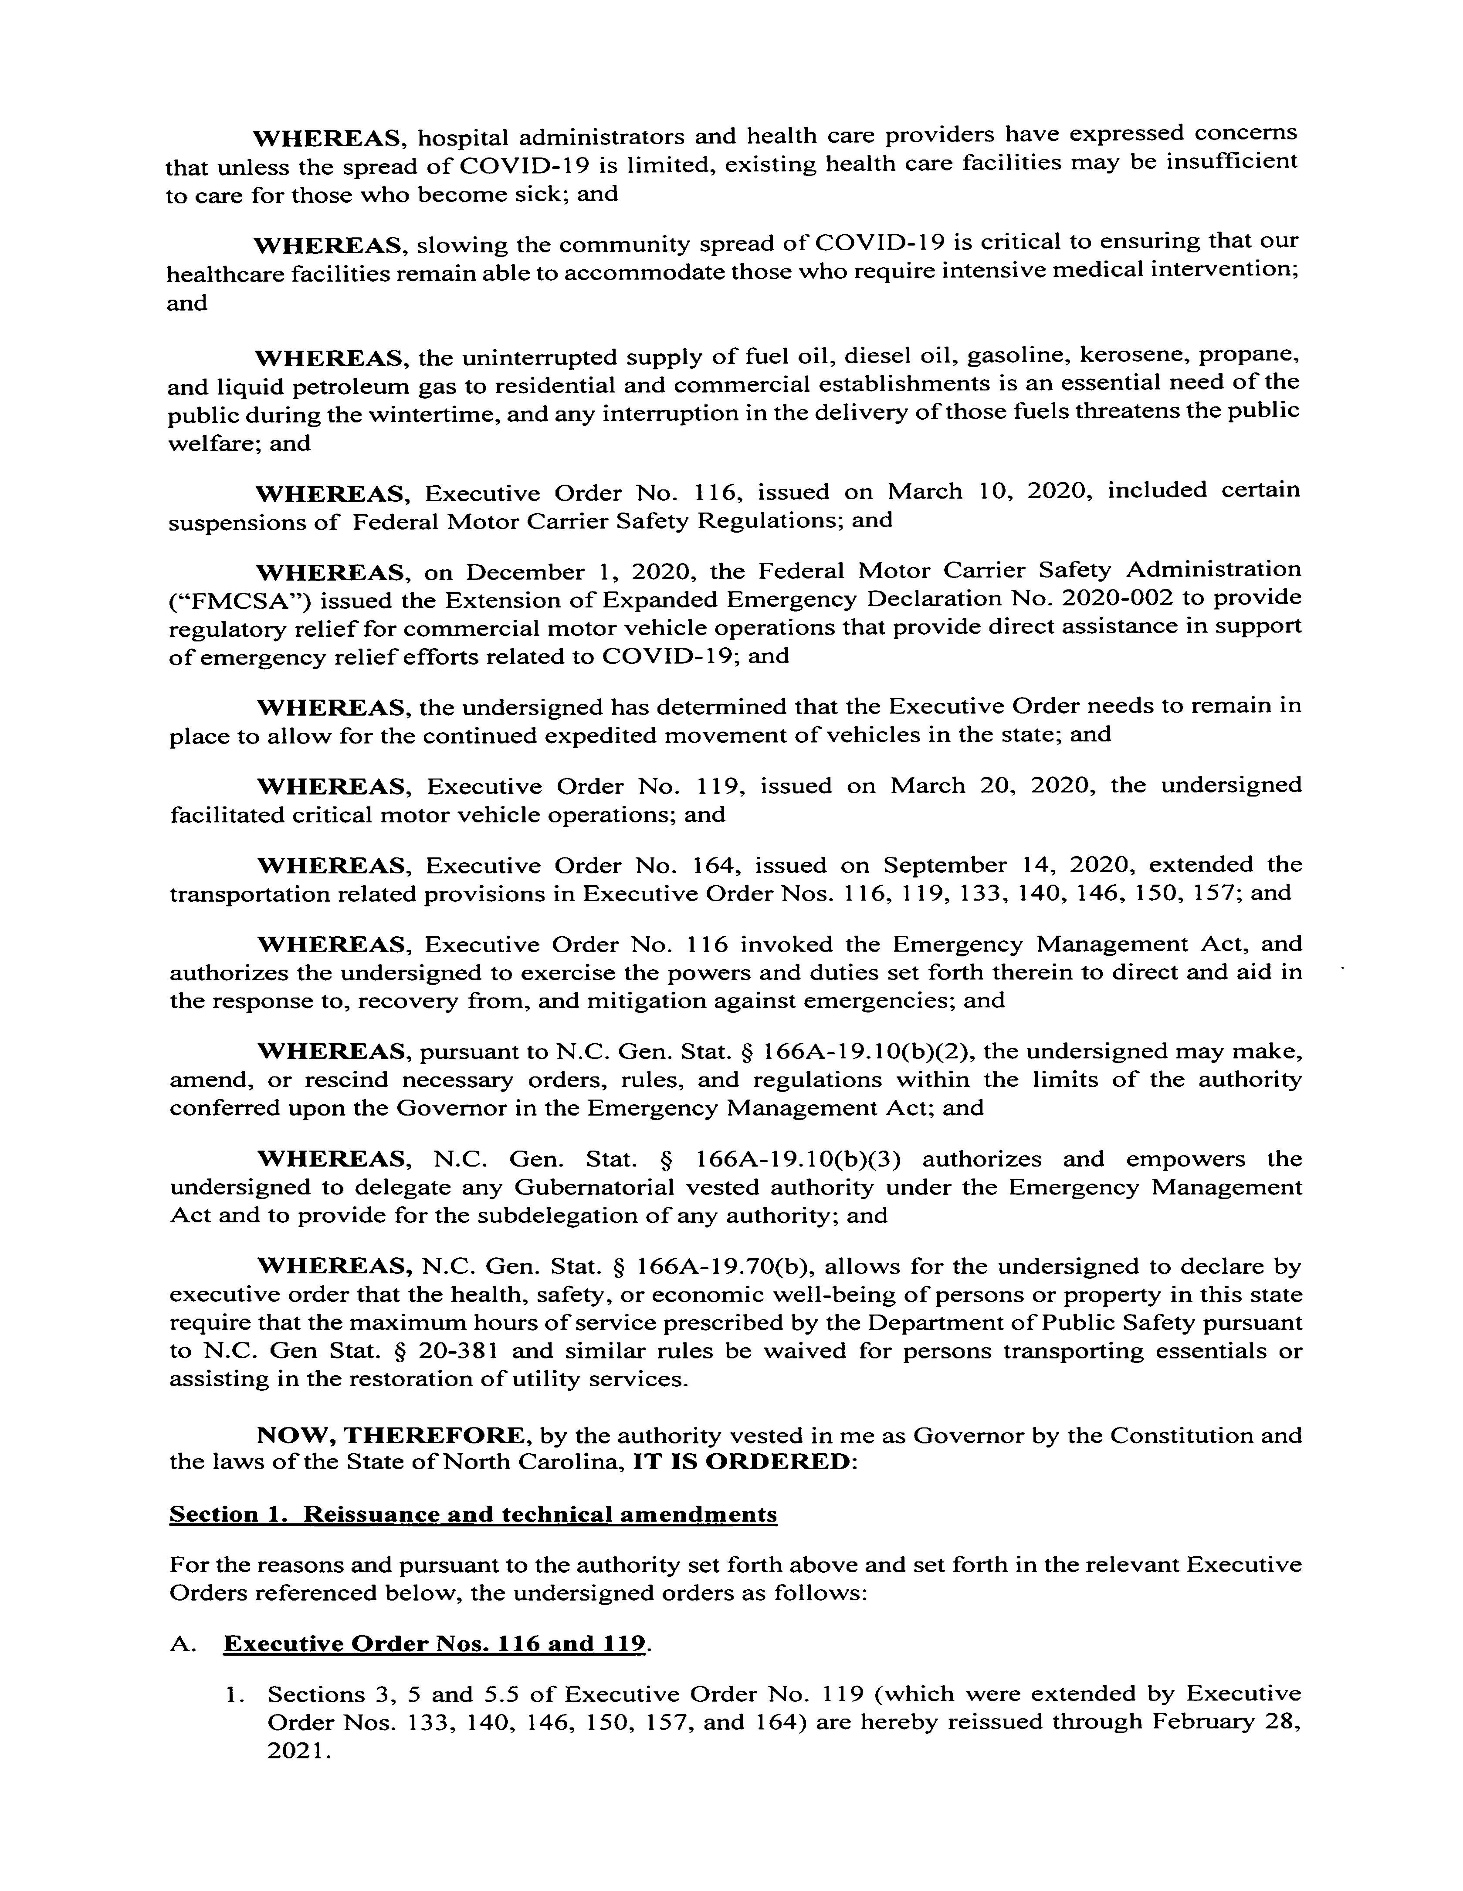 WHEREAS, hospital administrators and health care providers have expressed concerns
that unless the spread of COVID-19 is limited, existing health care facilities may be insufficient
to care for those who become sick; and
WHEREAS, slowing the community spread of COVID-19 is critical to ensuring that our
healthcare facilities remain able to accommodate those who require intensive medical intervention;
and
WHEREAS, the uninterrupted supply of fuel oil, diesel oil, gasoline, kerosene, propane,
and liquid petroleum gas to residential and commercial establishments is an essential need of the
public during the wintertime, and any interruption in the delivery of those fuels threatens the public
welfare; and
WHEREAS, Executive Order No. 116, issued on March 10, 2020, included certain
suspensions of Federal Motor Carrier Safety Regulations; and
WHEREAS, on December 1, 2020, the Federal Motor Carrier Safety Administration
(“FMCSA”) issued the Extension of Expanded Emergency Declaration No. 2020-002 to provide
regulatory relief for commercial motor vehicle operations that provide direct assistance in support
of emergency relief efforts related to COVID-19; and
WHEREAS, the undersigned has determined that the Executive Order needs to remain in
place to allow for the continued expedited movement of vehicles in the state; and
WHEREAS, Executive Order No. 119, issued on March 20, 2020, the undersigned
facilitated critical motor vehicle operations; and
WHEREAS, Executive Order No. 164, issued on September 14, 2020, extended the
transportation related provisions in Executive Order Nos. 116, 119, 133, 140, 146, 150, 157; and
WHEREAS, Executive Order No. 116 invoked the Emergency Management Act, and
authorizes the undersigned to exercise the powers and duties set forth therein to direct and aid in
the response to, recovery from, and mitigation against emergencies; and
WHEREAS, pursuant to N.C. Gen. Stat. § 166A-19.10(b)(2), the undersigned may make,
amend, or rescind necessary orders, rules, and regulations within the limits of the authority
conferred upon the Governor in the Emergency Management Act; and
WHEREAS, N.C. Gen. Stat. § 166A-19.10(b)(3) authorizes and empowers the
undersigned to delegate any Gubernatorial vested authority under the Emergency Management
Act and to provide for the subdelegation of any authority; and
WHEREAS, N.C. Gen. Stat. § 166A-19.70(b), allows for the undersigned to declare by
executive order that the health, safety, or economic well-being of persons or property in this state
require that the maximum hours of service prescribed by the Department of Public Safety pursuant
to N.C. Gen Stat. § 20-381 and similar rules be waived for persons transporting essentials or
assisting in the restoration of utility services.
NOW, THEREFORE, by the authority vested in me as Governor by the Constitution and
the laws of the State of North Carolina, IT IS ORDERED:
Section 1. Reissuance and technical amendments
For the reasons and pursuant to the authority set forth above and set forth in the relevant Executive
Orders referenced below, the undersigned orders as follows:
A. Executive Order Nos. 116 and 119.
1. Sections 3, 5 and 5.5 of Executive Order No. 119 (which were extended by Executive
Order Nos. 133, 140, 146, 150, 157, and 164) are hereby reissued through February 28,
2021.